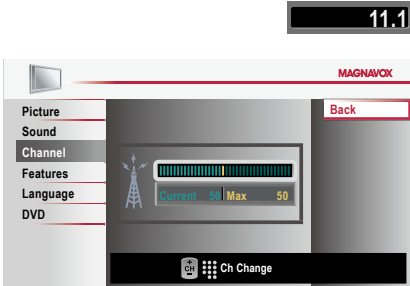 11.1
MAGNAVOX
Picture
Back
Sound
Channel
Features
Language
DVD
Current 50 Max 50
CH Ch Change